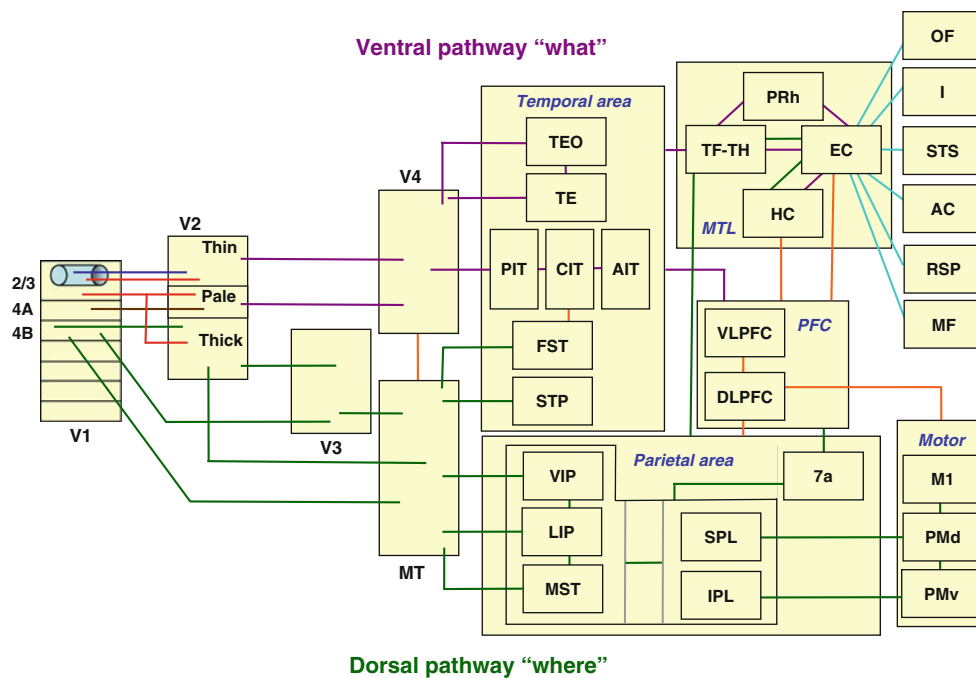 Ventral pathway “what”
OF
I
STS
AC
RSP
MF
Temporal area
TEO
TE
PIT
CIT
AIT
FST
STP
PRh
TF-TH
EC
HC
MTL
V4
V2
Thin
Pale
Thick
2/3
4A
4B
V1
V3
MT
VLPFC
PFC
DLPFC
Parietal area
VIP
LIP
MST
7a
SPL
IPL
Motor
M1
PMd
PMv
Dorsal pathway “where”